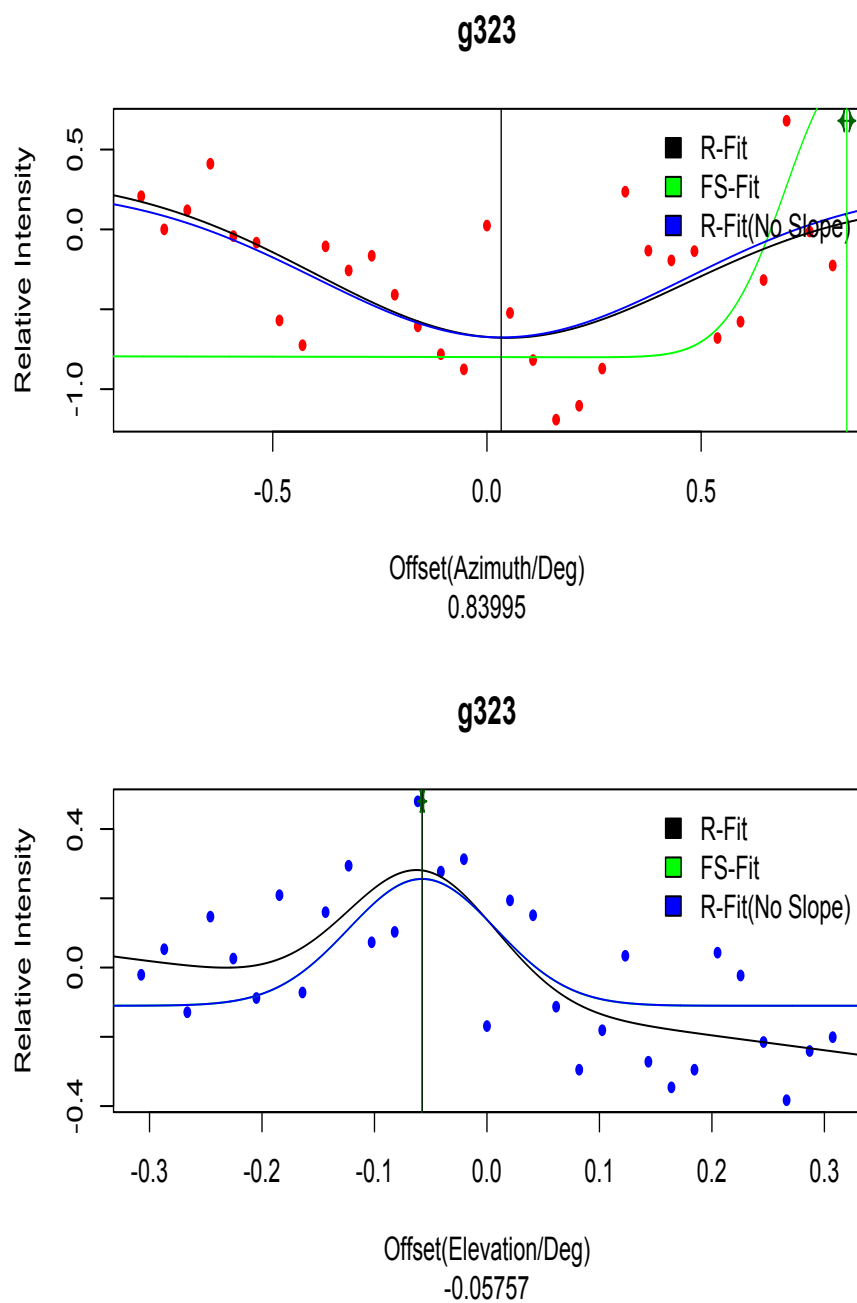 g323
Relative Intensity
0.5
0.0
-1.0
R-Fit
FS-Fit
R-Fit(No Slope)
-0.5
0.0
0.5
Offset(Azimuth/Deg)
0.83995
g323
Relative Intensity
0.4
0.0
-0.4
R-Fit
FS-Fit
R-Fit(No Slope)
-0.3
-0.2
-0.1
0.0
0.1
0.2
0.3
Offset(Elevation/Deg)
-0.05757